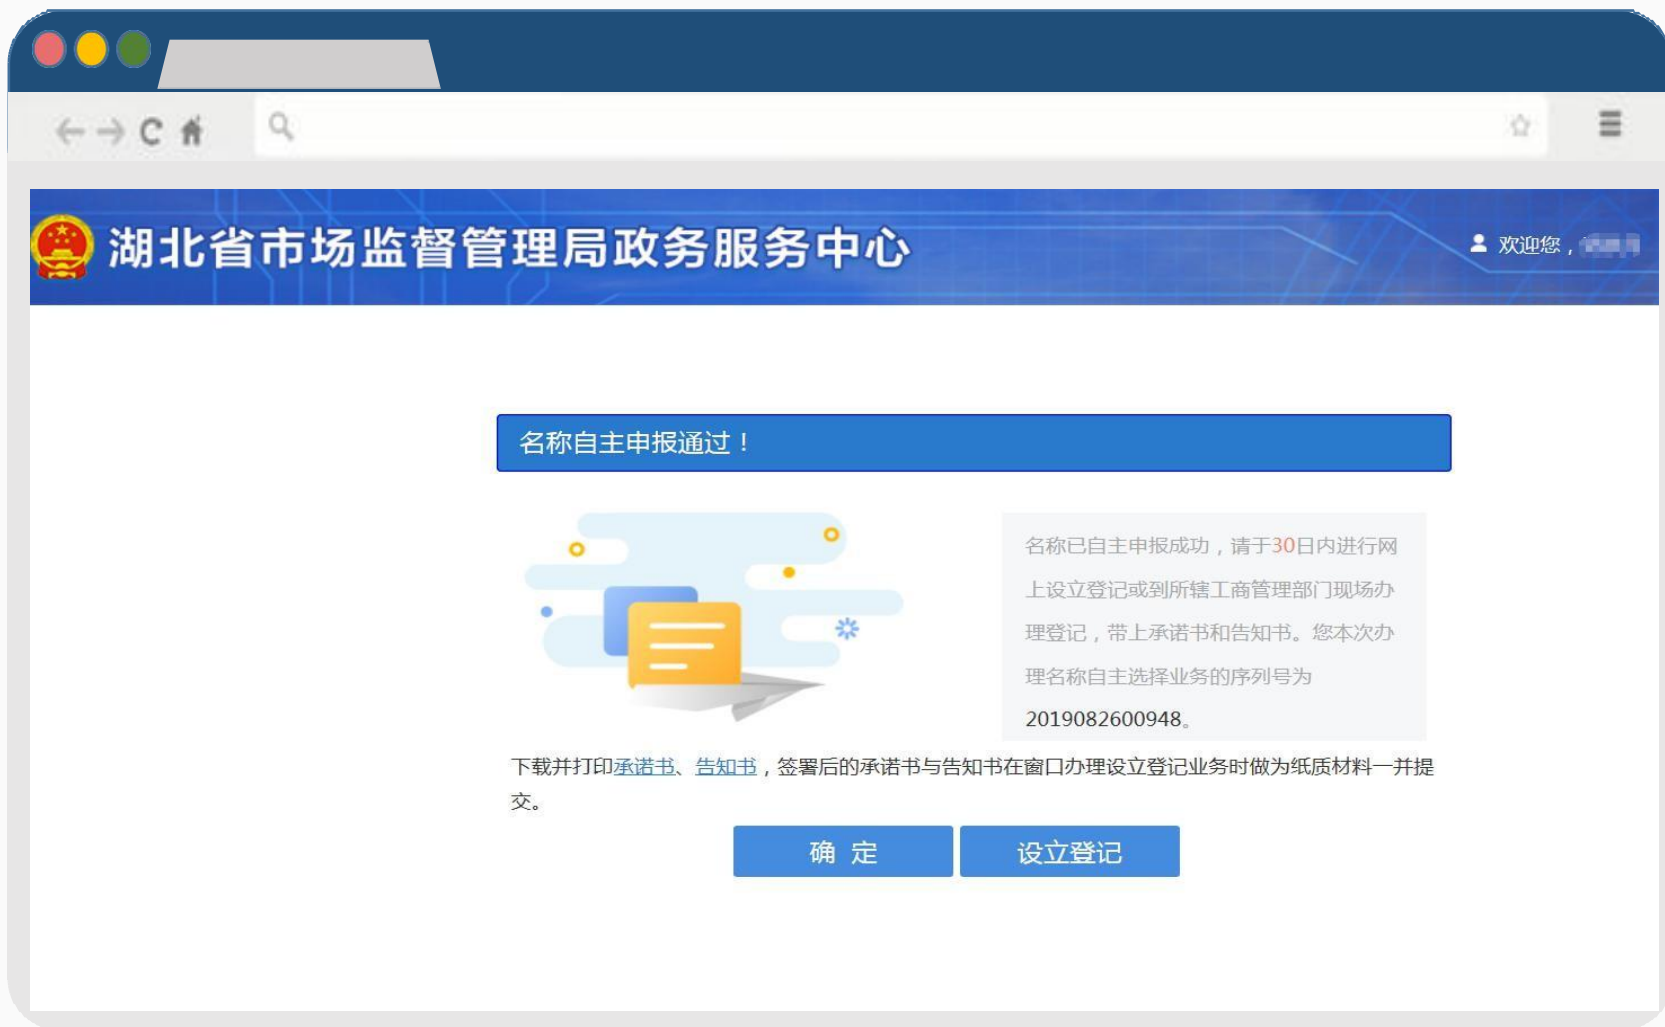 湖北省市场监督管理局政务服务中心
欢迎您，
名称自主申报通过！
名称已自主申报成功，请于30日内进行网
上设立登记或到所辖工商管理部门现场办
理登记，带上承诺书和告知书。您本次办
理名称自主选择业务的序列号为
2019082600948。
下载并打印承诺书、告知书，签署后的承诺书与告知书在窗口办理设立登记业务时做为纸质材料一并提
交。
确 定
设立登记